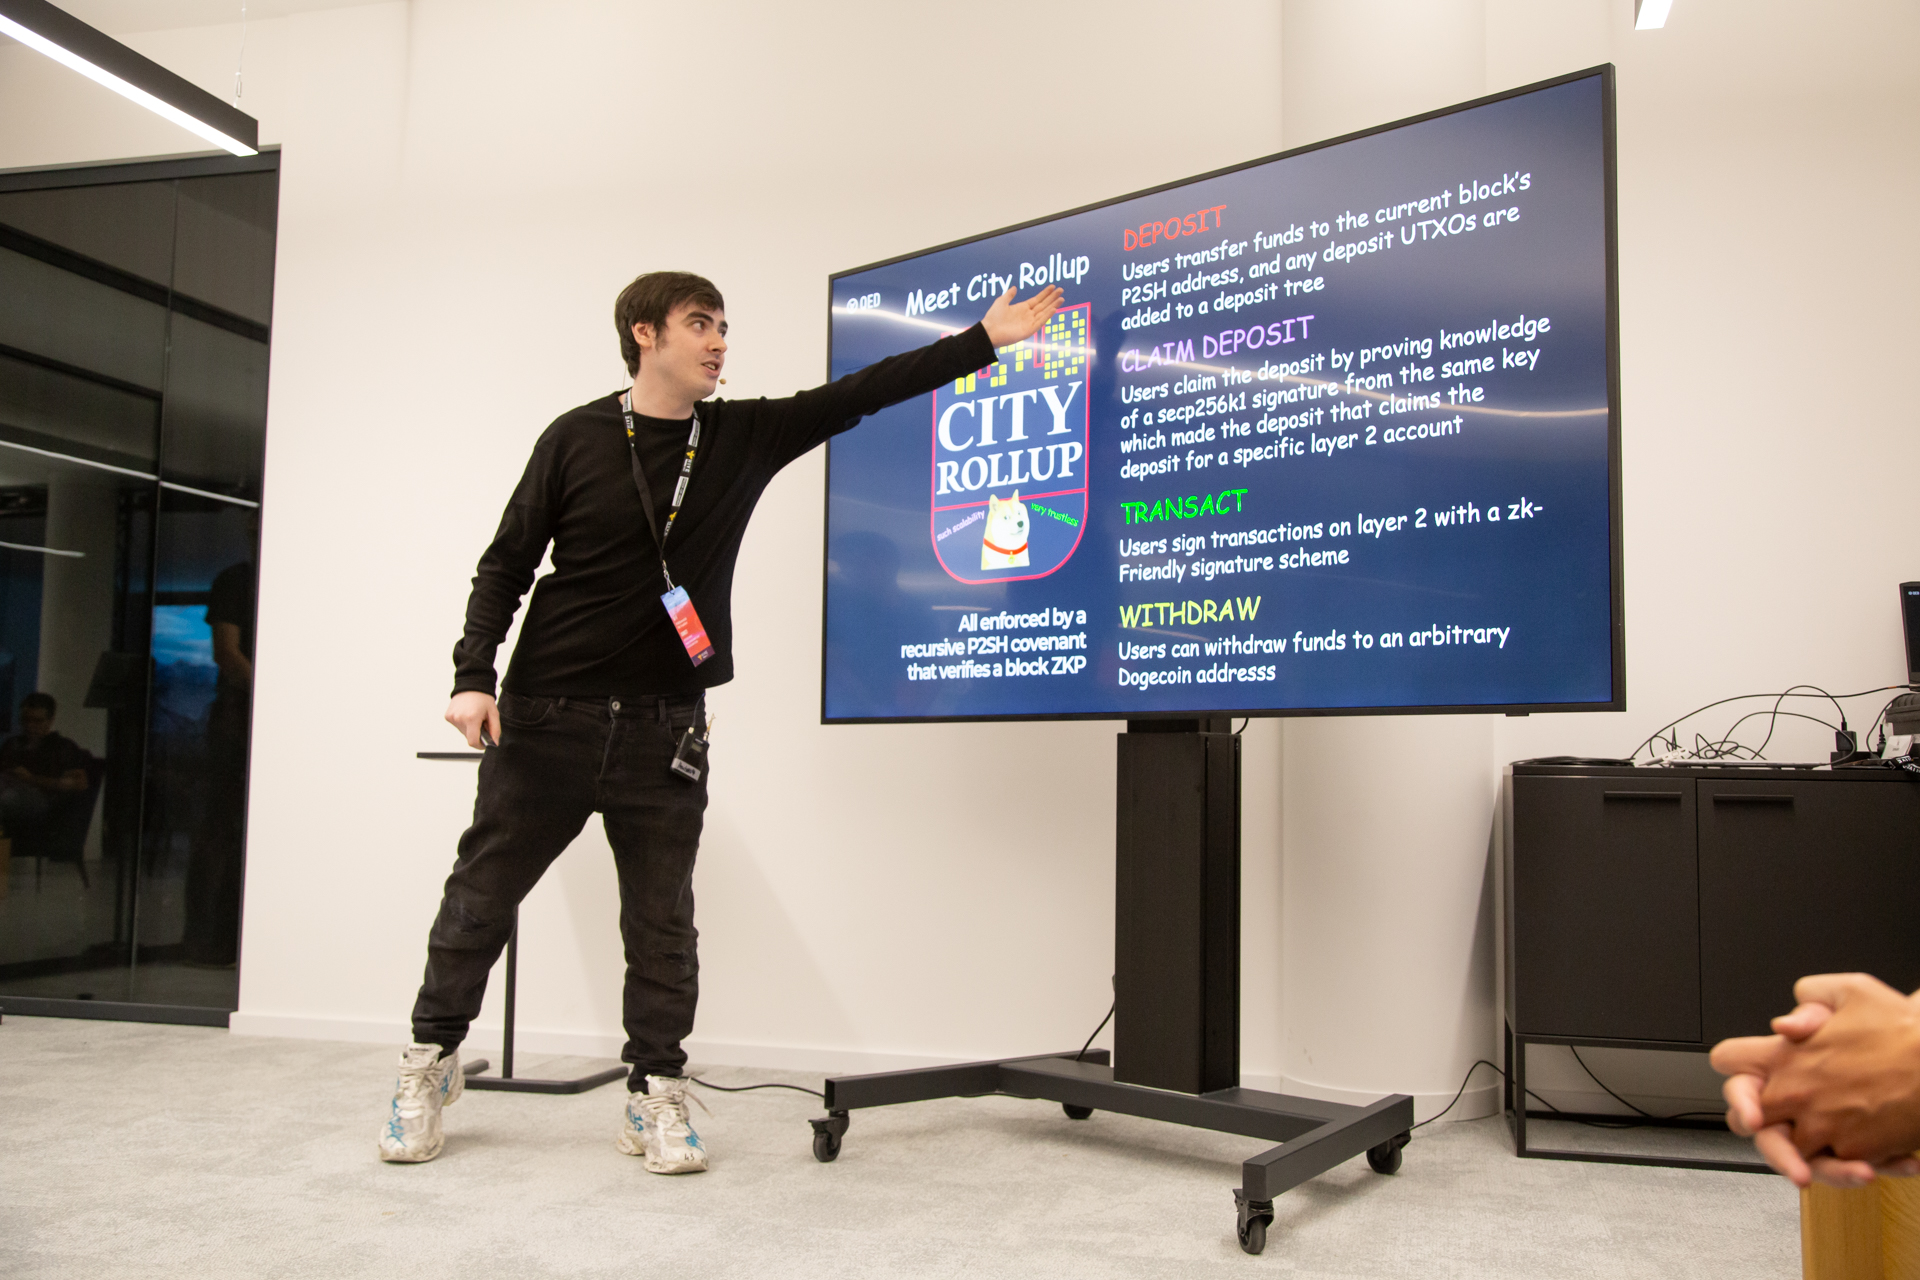 QED
Meet City Rollup
CITY
ROLLUP
such scalability
very trustless
All enforced by a
recursive P2SH covenant
that verifies a block ZKP
DEPOSIT
Users transfer funds to the current block's
P2SH address, and any deposit UTXOs are
added to a deposit tree
CLAIM DEPOSIT
Users claim the deposit by proving knowledge
of a secp256k1 signature from the same key
which made the deposit that claims the
deposit for a specific layer 2 account
TRANSACT
Users sign transactions on layer 2 with a zk-
Friendly signature scheme
WITHDRAW
Users can withdraw funds to an arbitrary
Dogecoin addresss